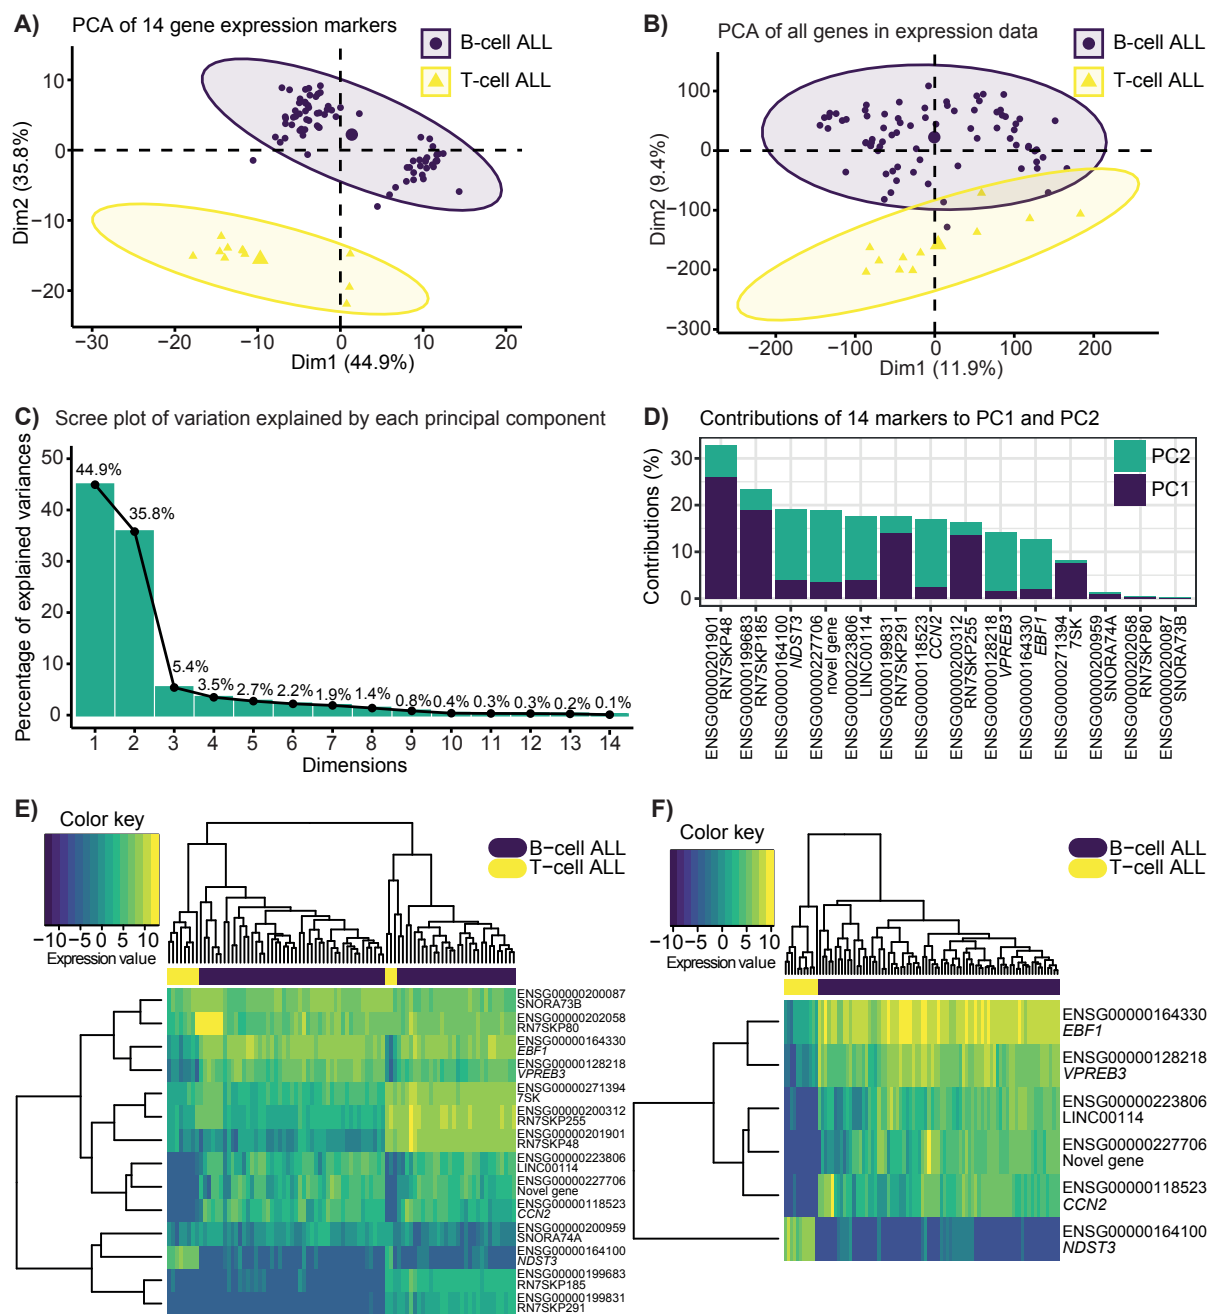 A)
PCA of 14 gene expression markers
B-cell ALL
T-cell ALL
Dim2 (35.8%)
10
0
−10
−20
−30
−20
−10
0
10
20
Dim1 (44.9%)
B)
PCA of all genes in expression data
B-cell ALL
T-cell ALL
Dim2 (9.4%)
100
0
−100
−200
−300
−200
−100
0
100
200
Dim1 (11.9%)
C)
Scree plot of variation explained by each principal component
Percentage of explained variances
50
40
30
20
10
0
44.9%
35.8%
5.4%
3.5%
2.7%
2.2%
1.9%
1.4%
0.8%
0.4%
0.3%
0.3%
0.2%
0.1%
1 2 3 4 5 6 7 8 9 10 11 12 13 14
Dimensions
D)
Contributions of 14 markers to PC1 and PC2
PC2
PC1
Contributions (%)
30
20
10
0
ENSG00000201901
RN7SKP48
ENSG00000199683
RN7SKP185
ENSG00000164100
NDST3
ENSG00000227706
novel gene
ENSG00000223806
LINC00114
ENSG00000199831
RN7SKP291
ENSG00000118523
CCN2
ENSG00000200312
RN7SKP255
ENSG00000128218
VPREB3
ENSG00000164330
EBF1
ENSG00000271394
7SK
ENSG00000200959
SNORA74A
ENSG00000202058
RN7SKP80
ENSG00000200087
SNORA73B
E)
Color key
−10 −5 0 5 10
Expression value
B−cell ALL
T−cell ALL
ENSG00000200087
SNORA73B
ENSG00000202058
RN7SKP80
ENSG00000164330
EBF1
ENSG00000128218
VPREB3
ENSG00000271394
7SK
ENSG00000200312
RN7SKP255
ENSG00000201901
RN7SKP48
ENSG00000223806
LINC00114
ENSG00000227706
Novel gene
ENSG00000118523
CCN2
ENSG00000200959
SNORA74A
ENSG00000164100
NDST3
ENSG00000199683
RN7SKP185
ENSG00000199831
RN7SKP291
F)
Color key
−10 −5 0 5 10
Expression value
B−cell ALL
T−cell ALL
ENSG00000164330
EBF1
ENSG00000128218
VPREB3
ENSG00000223806
LINC00114
ENSG00000227706
Novel gene
ENSG00000118523
CCN2
ENSG00000164100
NDST3